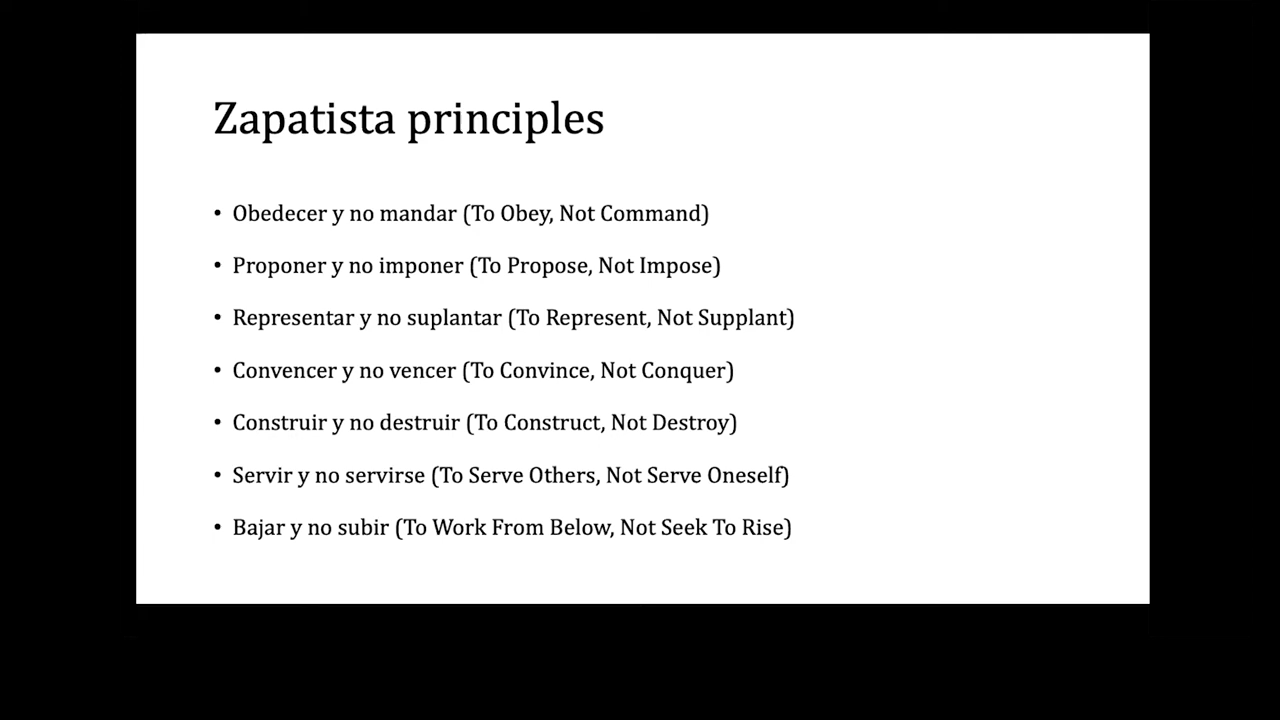 Zapatista principles
• Obedecer y no mandar (To Obey, Not Command)
• Proponer y no imponer (To Propose, Not Impose)
• Representar y no suplantar (To Represent, Not Supplant)
• Convencer y no vencer (To Convince, Not Conquer)
• Construir y no destruir (To Construct, Not Destroy)
• Servir y no servirse (To Serve Others, Not Serve Oneself)
• Bajar y no subir (To Work From Below, Not Seek To Rise)